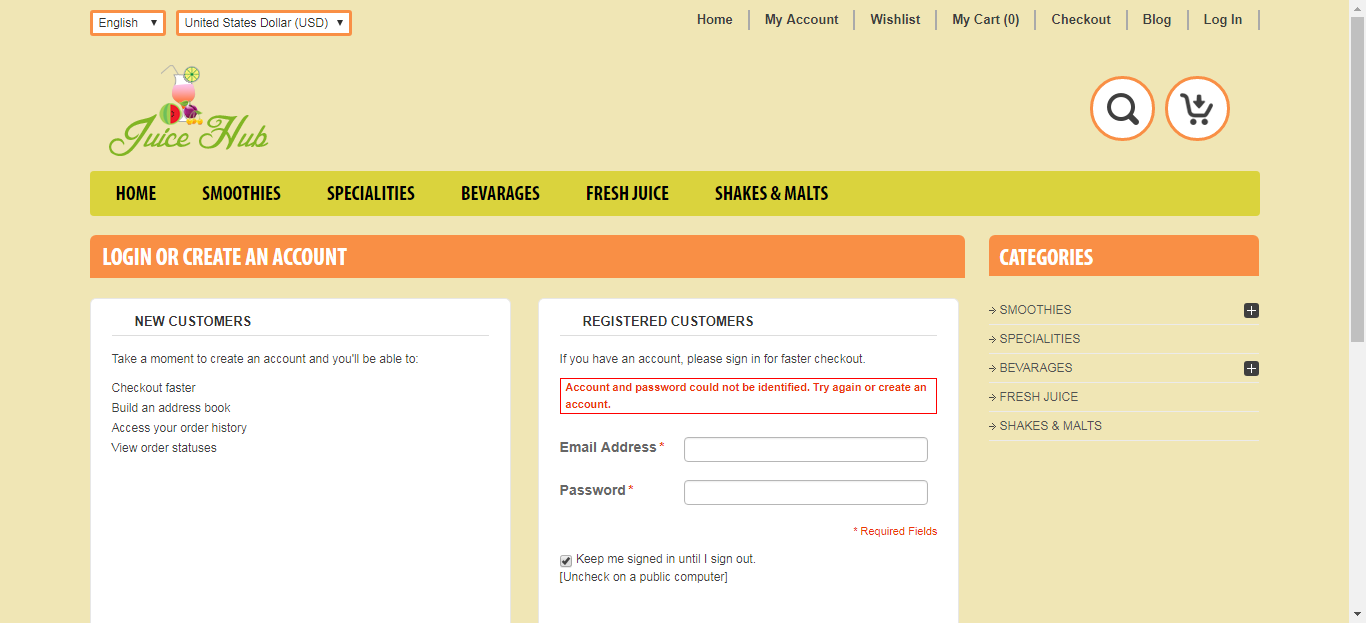 English
United States Dollar (USD)
Home
My Account
Wishlist
My Cart (0)
Checkout
Blog
Log In
Juice Hub
HOME
SMOOTHIES
SPECIALITIES
BEVARAGES
FRESH JUICE
SHAKES & MALTS
LOGIN OR CREATE AN ACCOUNT
NEW CUSTOMERS
Take a moment to create an account and you'll be able to:
Checkout faster
Build an address book
Access your order history
View order statuses
REGISTERED CUSTOMERS
If you have an account, please sign in for faster checkout.
Account and password could not be identified. Try again or create an
account.
Email Address *
Password *
* Required Fields
Keep me signed in until I sign out.
[Uncheck on a public computer]
CATEGORIES
SMOOTHIES
SPECIALITIES
BEVARAGES
FRESH JUICE
SHAKES & MALTS